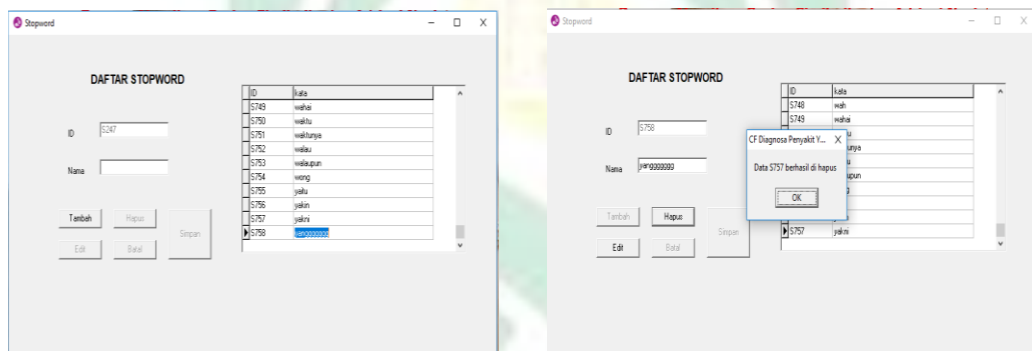 Stopword
DAFTAR STOPWORD
ID S247
Nama
Tambah Hapus Simpan
Edit Batal
ID kata
S749 wahai
S750 waktu
S751 waktunya
S752 walau
S753 walaupun
S754 wong
S755 yaitu
S756 yakin
S757 yakni
S758
Stopword
DAFTAR STOPWORD
ID S758
Nama
Tambah Hapus Simpan
Edit Batal
ID kata
S748 wah
S749 wahai
S757 yakni
CF Diagnosa Penyakit Y...
Data S757 berhasil di hapus
OK